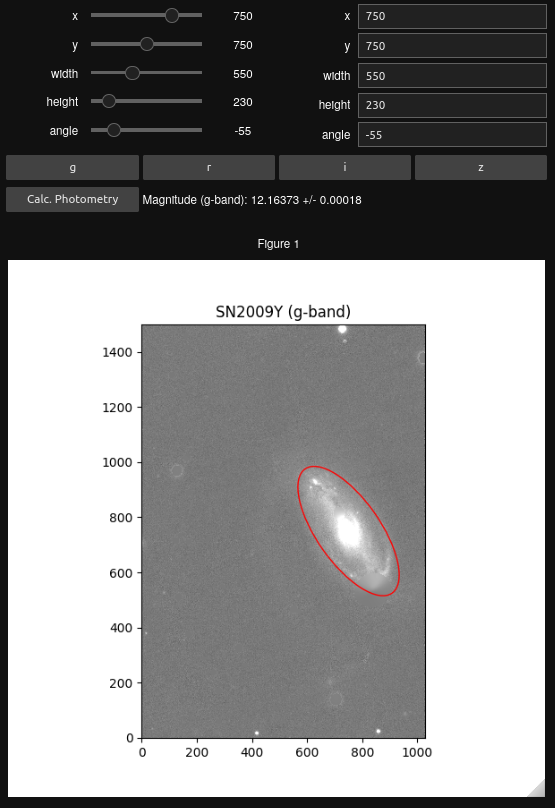 x 750 x 750
y 750 y 750
width 550 width 550
height 230 height 230
angle -55 angle -55
g r i z
Calc. Photometry Magnitude (g-band): 12.16373 +/- 0.00018
Figure 1
SN2009Y (g-band)
1400
1200
1000
800
600
400
200
0
0 200 400 600 800 1000